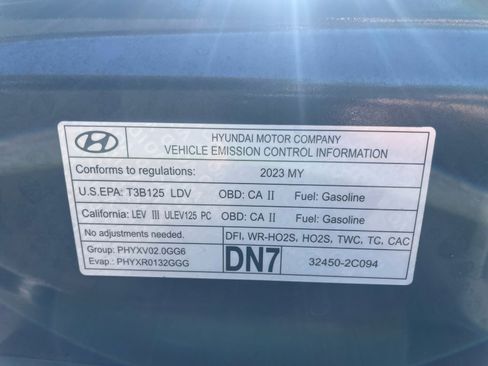 HYUNDAI MOTOR COMPANY
VEHICLE EMISSION CONTROL INFORMATION
Conforms to regulations: 2023 MY
U.S.EPA: T3B125 LDV OBD: CA II Fuel: Gasoline
California: LEV III ULEV125 PC OBD: CA II Fuel: Gasoline
No adjustments needed. DFI, WR-HO2S, HO2S, TWC, TC, CAC
Group: PHYXV02.0GG6
Evap.: PHYXR0132GGG
DN7 32450-2C094